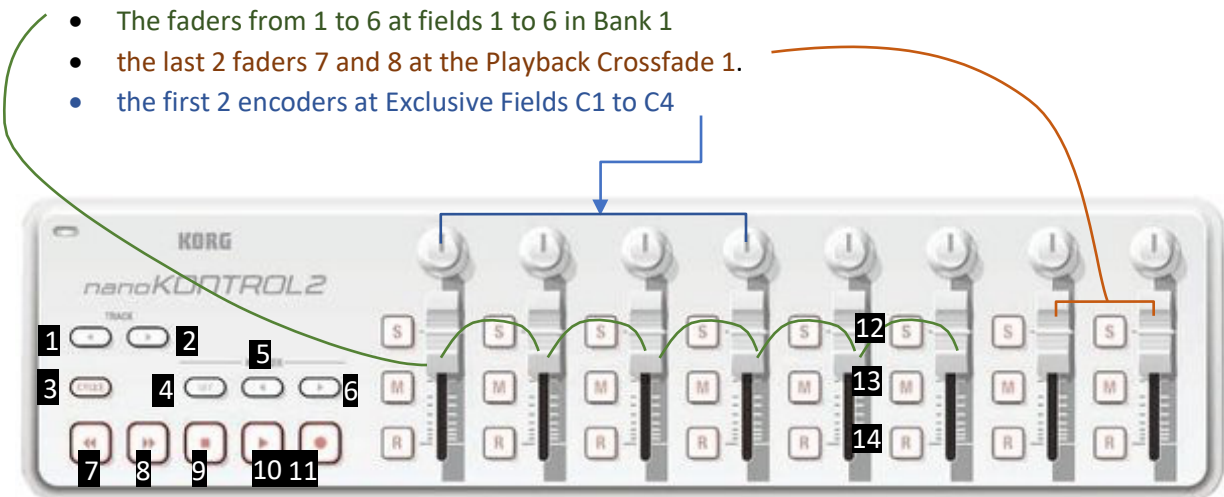 • The faders from 1 to 6 at fields 1 to 6 in Bank 1
• the last 2 faders 7 and 8 at the Playback Crossfade 1.
• the first 2 encoders at Exclusive Fields C1 to C4
KORG
nanoKONTROL2
TRACK
1 2 5
S S S S S 12 S S S
3 CYCLE 4 SET 6
M M M M 13 M M M
R R R R R 14 R R R
7 8 9 10 11